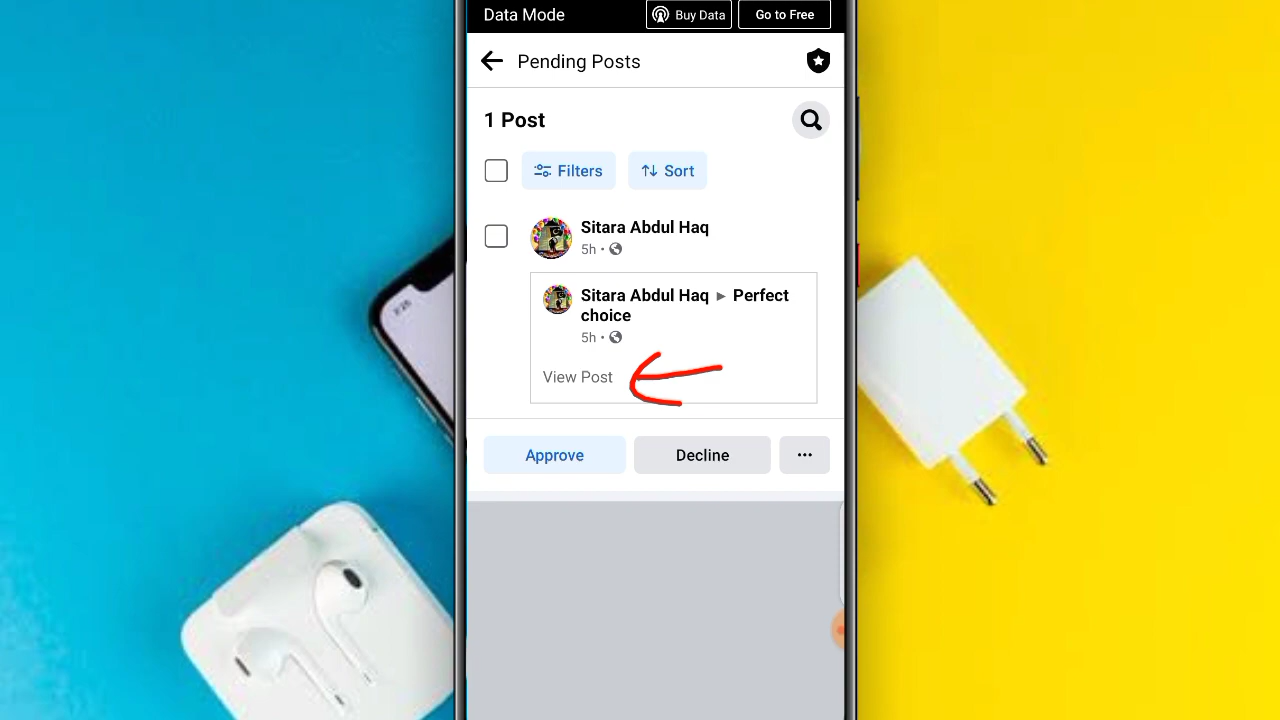 Data Mode
Buy Data
Go to Free
Pending Posts
1 Post
Filters
Sort
Sitara Abdul Haq
5h •
Sitara Abdul Haq ▸ Perfect
choice
5h •
View Post
Approve
Decline